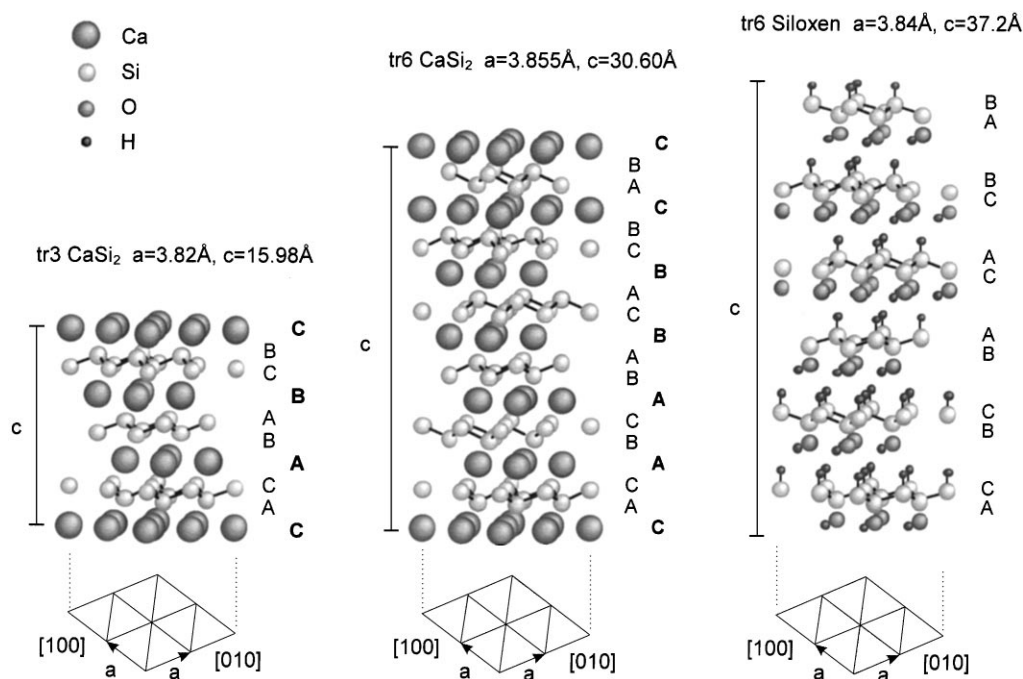 Ca
Si
O
H
tr3 CaSi₂ a=3.82Å, c=15.98Å
c
C
B
C
B
A
B
A
C
A
C
[100]
a
a
[010]
tr6 CaSi₂ a=3.855Å, c=30.60Å
c
C
B
A
C
B
C
B
A
C
B
A
B
A
C
B
A
C
A
C
[100]
a
a
[010]
tr6 Siloxen a=3.84Å, c=37.2Å
c
B
A
B
C
A
C
A
B
C
B
C
A
[100]
a
a
[010]